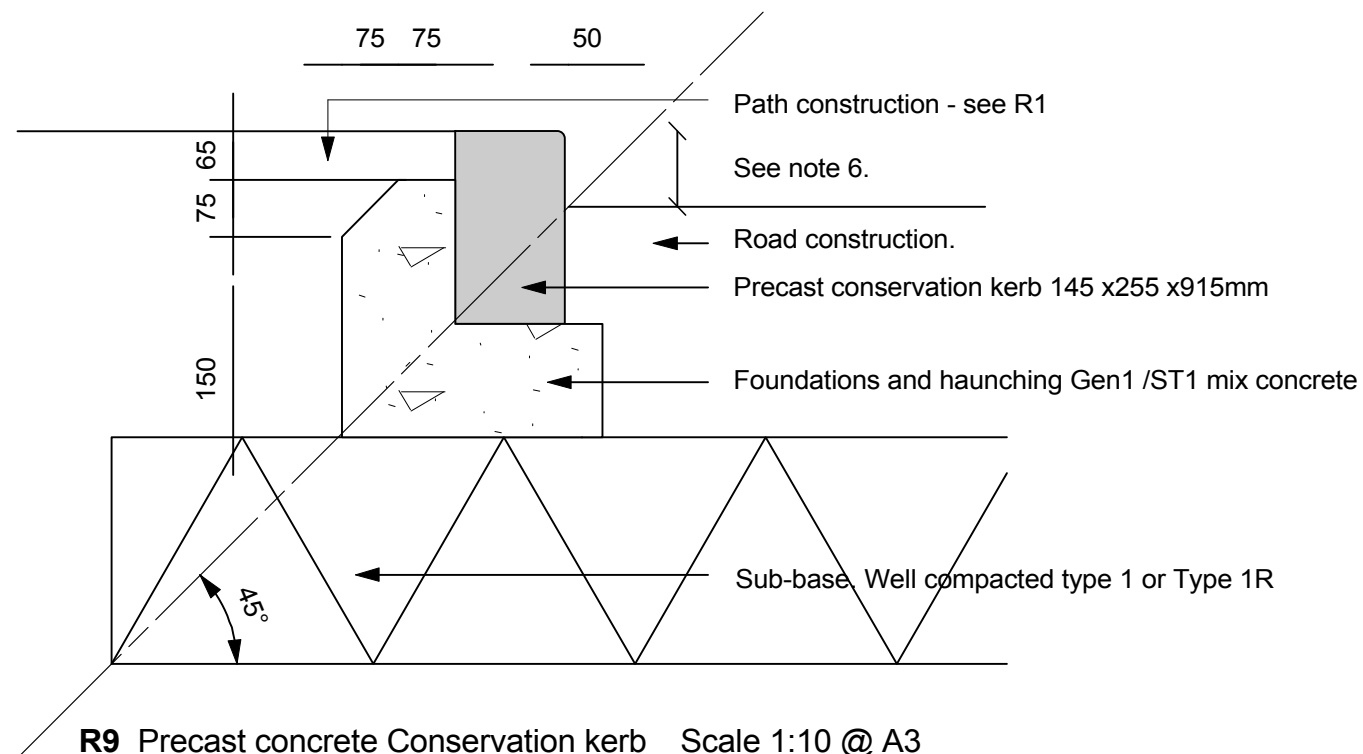 75 75 50
Path construction - see R1
65
See note 6.
75
Road construction.
Precast conservation kerb 145 x255 x915mm
150
Foundations and haunching Gen1 /ST1 mix concrete
Sub-base. Well compacted type 1 or Type 1R
45°
R9 Precast concrete Conservation kerb Scale 1:10 @ A3